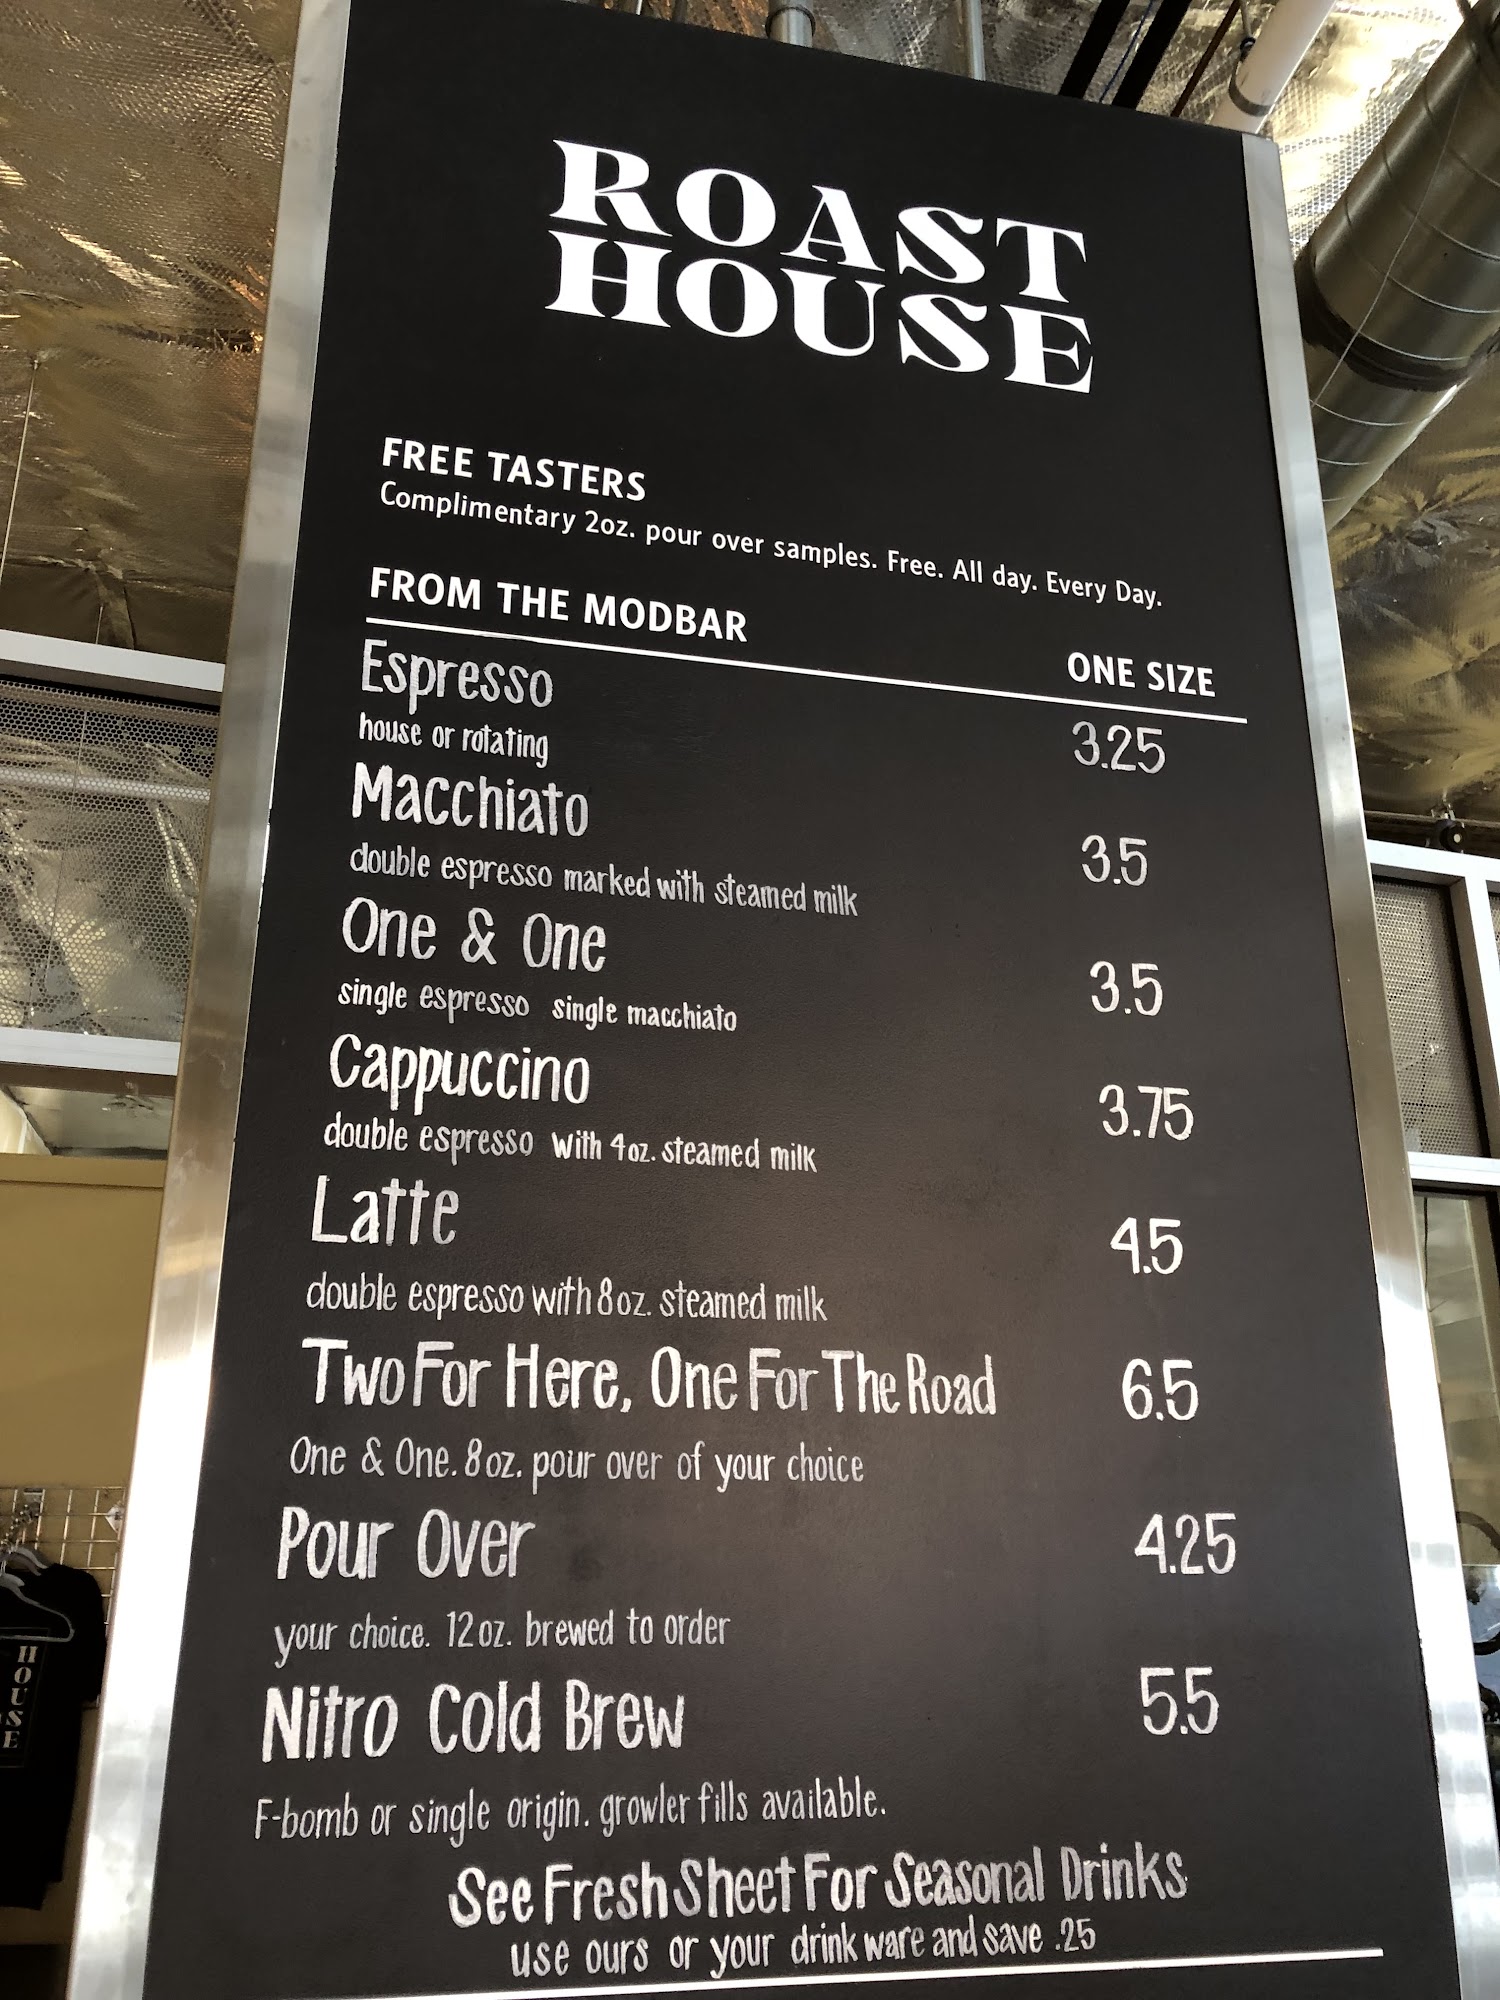 ROAST
HOUSE
FREE TASTERS
Complimentary 2oz. pour over samples. Free. All day. Every Day.
FROM THE MODBAR ONE SIZE
Espresso 3.25
house or rotating
Macchiato 3.5
double espresso marked with steamed milk
One & One 3.5
single espresso single macchiato
Cappuccino 3.75
double espresso with 4oz. steamed milk
Latte 4.5
double espresso with 8oz. steamed milk
Two For Here, One For The Road 6.5
One & One. 8oz. pour over of your choice
Pour Over 4.25
your choice. 12oz. brewed to order
Nitro Cold Brew 5.5
F-bomb or single origin. growler fills available.
See Fresh Sheet For Seasonal Drinks
use ours or your drink ware and save .25
HOUSE